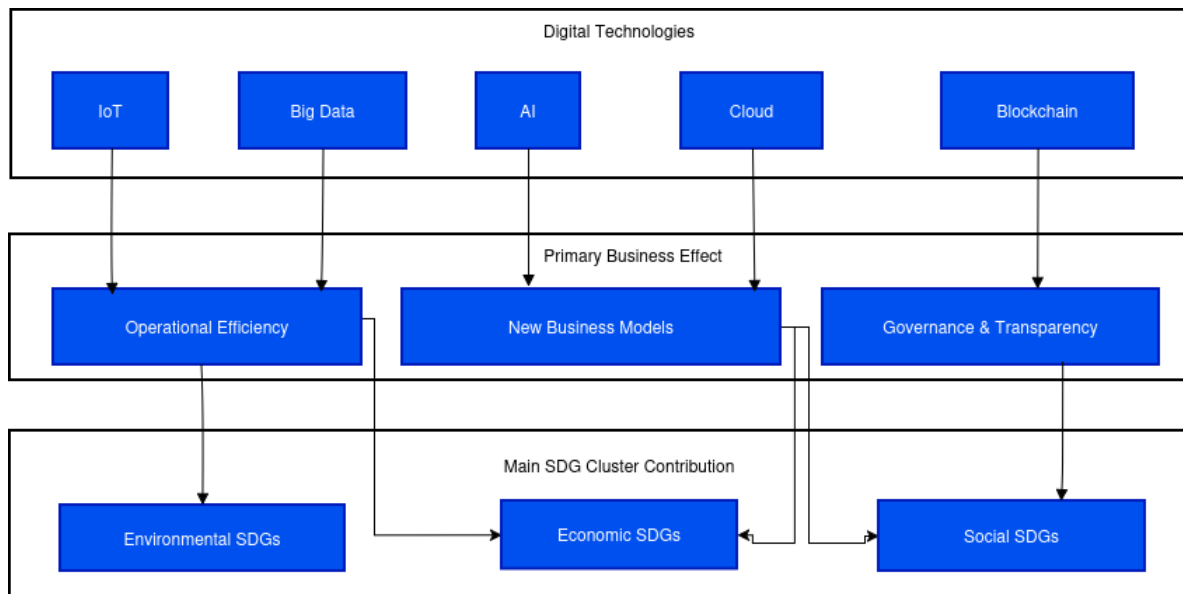 Digital Technologies
IoT
Big Data
AI
Cloud
Blockchain
Primary Business Effect
Operational Efficiency
New Business Models
Governance & Transparency
Main SDG Cluster Contribution
Environmental SDGs
Economic SDGs
Social SDGs